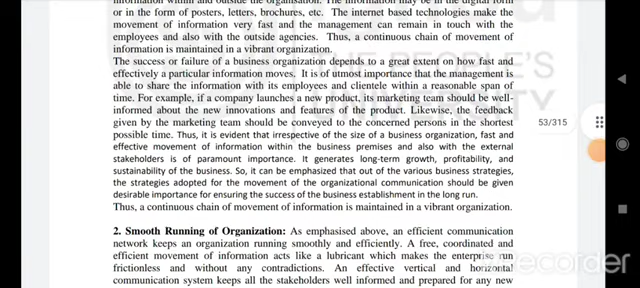 information within and outside the organisation. The information may be in the digital form
or in the form of posters, letters, brochures, etc. The internet based technologies make the
movement of information very fast and the management can remain in touch with the
employees and also with the outside agencies. Thus, a continuous chain of movement of
information is maintained in a vibrant organization.
The success or failure of a business organization depends to a great extent on how fast and
effectively a particular information moves. It is of utmost importance that the management is
able to share the information with its employees and clientele within a reasonable span of
time. For example, if a company launches a new product, its marketing team should be well-
informed about the new innovations and features of the product. Likewise, the feedback
given by the marketing team should be conveyed to the concerned persons in the shortest
possible time. Thus, it is evident that irrespective of the size of a business organization, fast and
effective movement of information within the business premises and also with the external
stakeholders is of paramount importance. It generates long-term growth, profitability, and
sustainability of the business. So, it can be emphasized that out of the various business strategies,
the strategies adopted for the movement of the organizational communication should be given
desirable importance for ensuring the success of the business establishment in the long run.
Thus, a continuous chain of movement of information is maintained in a vibrant organization.
2. Smooth Running of Organization: As emphasised above, an efficient communication
network keeps an organization running smoothly and efficiently. A free, coordinated and
efficient movement of information acts like a lubricant which makes the enterprise run
frictionless and without any contradictions. An effective vertical and horizontal
communication system keeps all the stakeholders well informed and prepared for any new
THE PEOPLE'S
UNIVERSITY
53/315